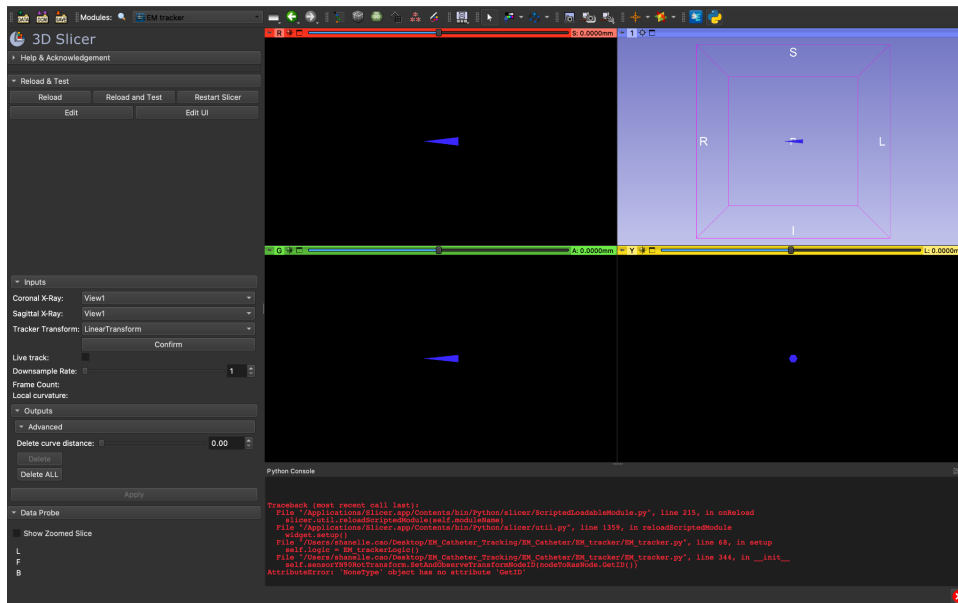 Modules:
EM tracker
3D Slicer
Help & Acknowledgement
Reload & Test
Reload
Reload and Test
Restart Slicer
Edit
Edit UI
Inputs
Coronal X-Ray:
View1
Sagittal X-Ray:
View1
Tracker Transform:
LinearTransform
Confirm
Live track:
Downsample Rate:
1
Frame Count:
Local curvature:
Outputs
Advanced
Delete curve distance:
0.00
Delete
Delete ALL
Apply
Data Probe
Show Zoomed Slice
L
F
B
R
S: 0.0000mm
1
S
R
L
I
G
A: 0.0000mm
Y
L: 0.0000m
Python Console
Traceback (most recent call last):
File "/Applications/Slicer.app/Contents/bin/Python/slicer/ScriptedLoadableModule.py", line 215, in onReload
slicer.util.reloadScriptedModule(self.moduleName)
File "/Applications/Slicer.app/Contents/bin/Python/slicer/util.py", line 1359, in reloadScriptedModule
widget.setup()
File "/Users/shanelle.cao/Desktop/EM_Catheter_Tracking/EM_Catheter/EM_tracker/EM_tracker.py", line 68, in setup
self.logic = EM_trackerLogic()
File "/Users/shanelle.cao/Desktop/EM_Catheter_Tracking/EM_Catheter/EM_tracker/EM_tracker.py", line 344, in __init__
self.sensorYN90RotTransform.SetAndObserveTransformNodeID(nodeToRasNode.GetID())
AttributeError: 'NoneType' object has no attribute 'GetID'